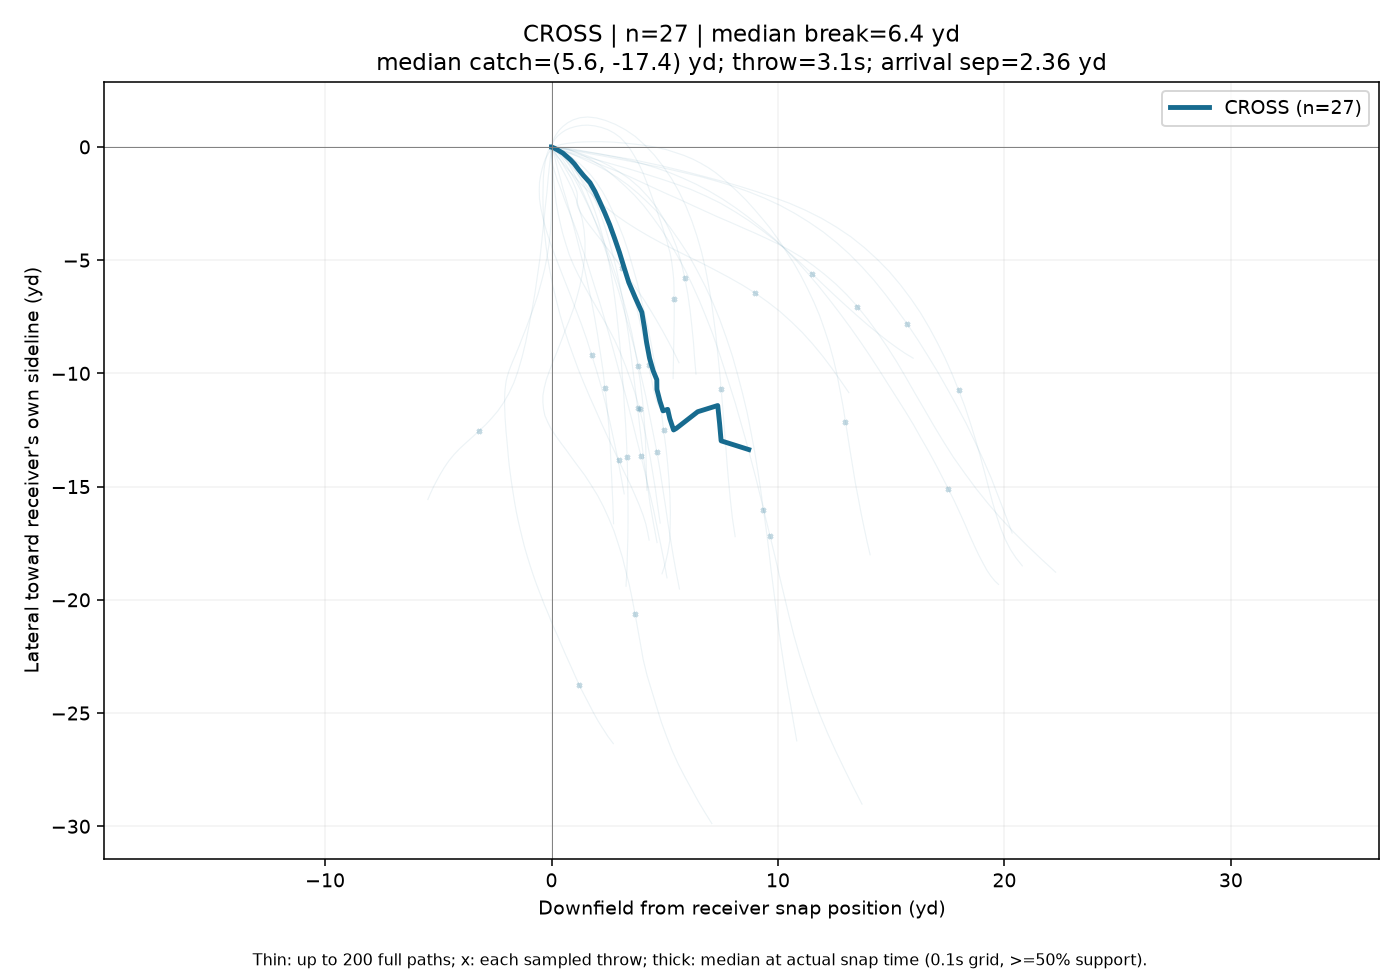 CROSS | n=27 | median break=6.4 yd
median catch=(5.6, -17.4) yd; throw=3.1s; arrival sep=2.36 yd
CROSS (n=27)
0
−5
−10
−15
−20
−25
−30
Lateral toward receiver's own sideline (yd)
−10
0
10
20
30
Downfield from receiver snap position (yd)
Thin: up to 200 full paths; x: each sampled throw; thick: median at actual snap time (0.1s grid, >=50% support).